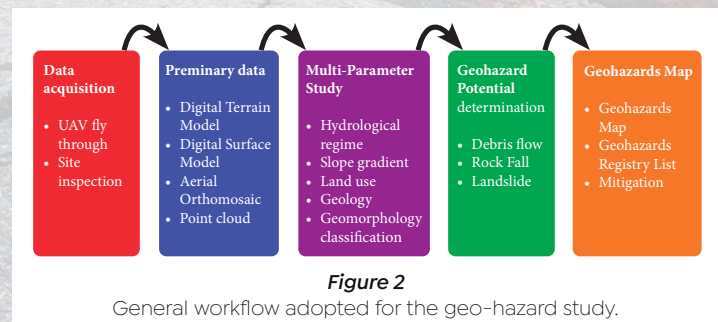 Data
acquisition
• UAV fly
through
• Site
inspection
Preminary data
• Digital Terrain
Model
• Digital Surface
Model
• Aerial
Orthomosaic
• Point cloud
Multi-Parameter
Study
• Hydrological
regime
• Slope gradient
• Land use
• Geology
• Geomorphology
classification
Geohazard
Potential
determination
• Debris flow
• Rock Fall
• Landslide
Geohazards Map
• Geohazards
Map
• Geohazards
Registry List
• Mitigation
Figure 2
General workflow adopted for the geo-hazard study.